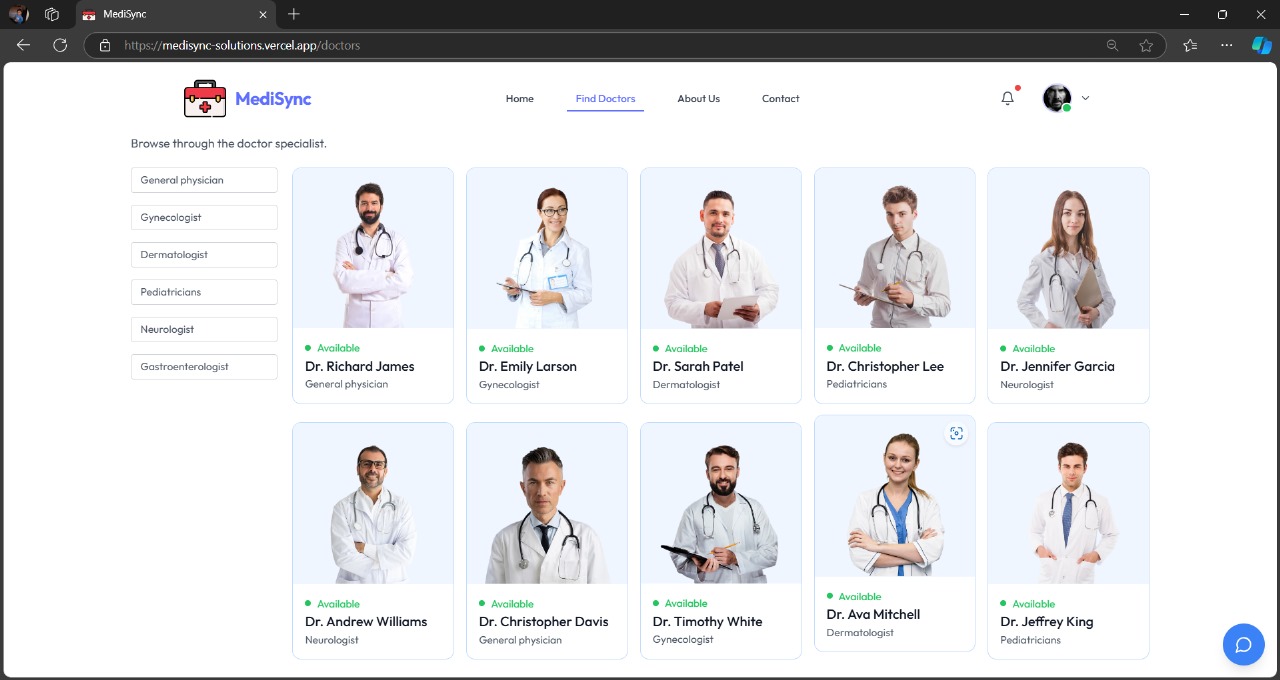 MediSync
https://medisync-solutions.vercel.app/doctors
MediSync
Home
Find Doctors
About Us
Contact
Browse through the doctor specialist.
General physician
Gynecologist
Dermatologist
Pediatricians
Neurologist
Gastroenterologist
Available
Dr. Richard James
General physician
Available
Dr. Emily Larson
Gynecologist
Available
Dr. Sarah Patel
Dermatologist
Available
Dr. Christopher Lee
Pediatricians
Available
Dr. Jennifer Garcia
Neurologist
Available
Dr. Andrew Williams
Neurologist
Available
Dr. Christopher Davis
General physician
Available
Dr. Timothy White
Gynecologist
Available
Dr. Ava Mitchell
Dermatologist
Available
Dr. Jeffrey King
Pediatricians